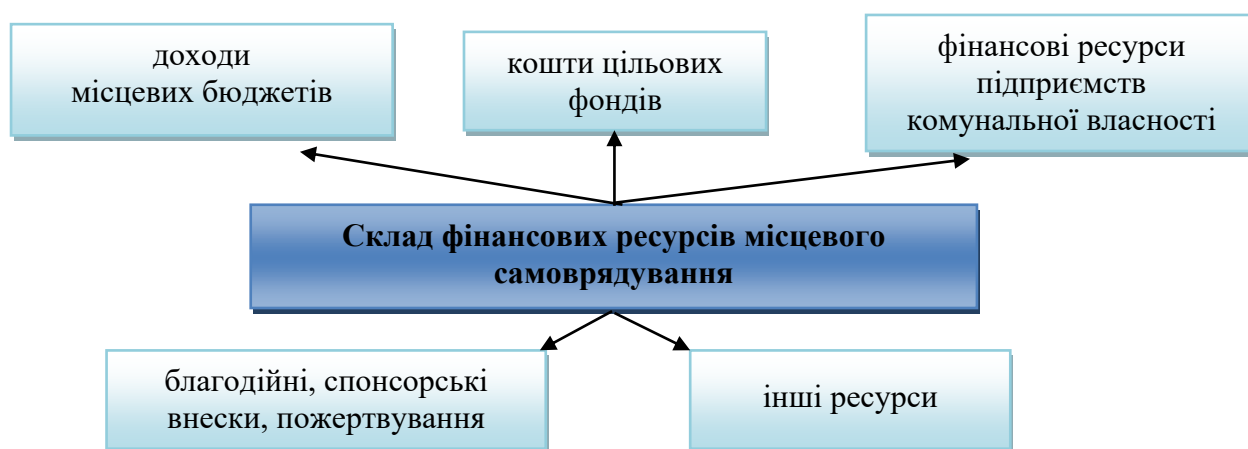 доходи
місцевих бюджетів
кошти цільових
фондів
фінансові ресурси
підприємств
комунальної власності
Склад фінансових ресурсів місцевого
самоврядування
благодійні, спонсорські
внески, пожертвування
інші ресурси